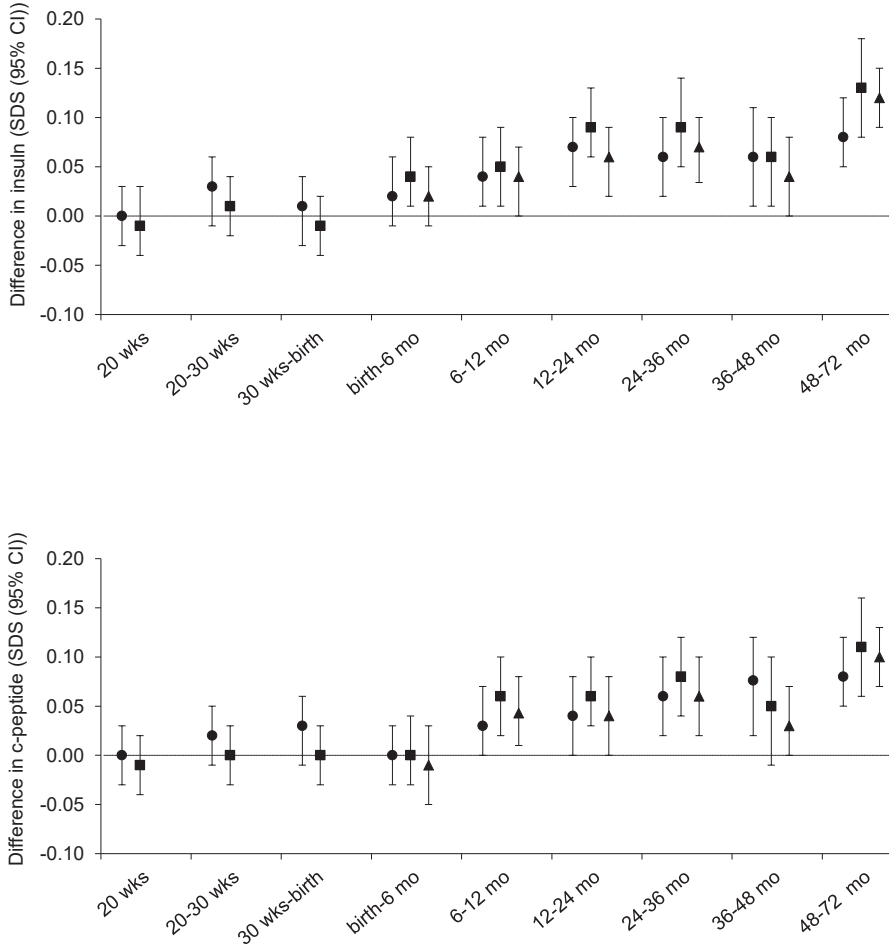 Difference in insuln (SDS (95% CI))
0.20
0.15
0.10
0.05
0.00
-0.05
-0.10
20 wks
20-30 wks
30 wks-birth
birth-6 mo
6-12 mo
12-24 mo
24-36 mo
36-48 mo
48-72 mo
Difference in c-peptide (SDS (95% CI))
0.20
0.15
0.10
0.05
0.00
-0.05
-0.10
20 wks
20-30 wks
30 wks-birth
birth-6 mo
6-12 mo
12-24 mo
24-36 mo
36-48 mo
48-72 mo